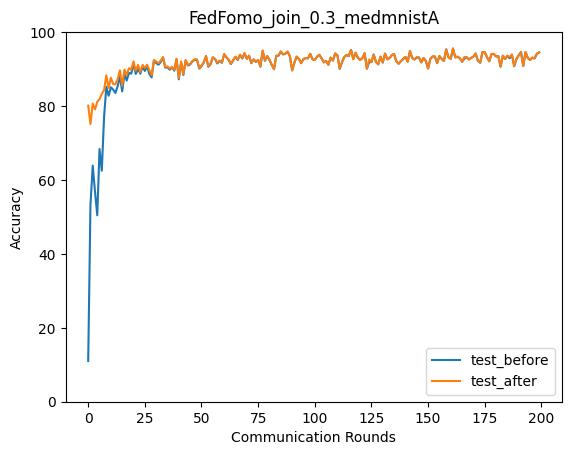 FedFomo_join_0.3_medmnistA
100
80
60
40
20
0
Accuracy
0 25 50 75 100 125 150 175 200
Communication Rounds
test_before
test_after